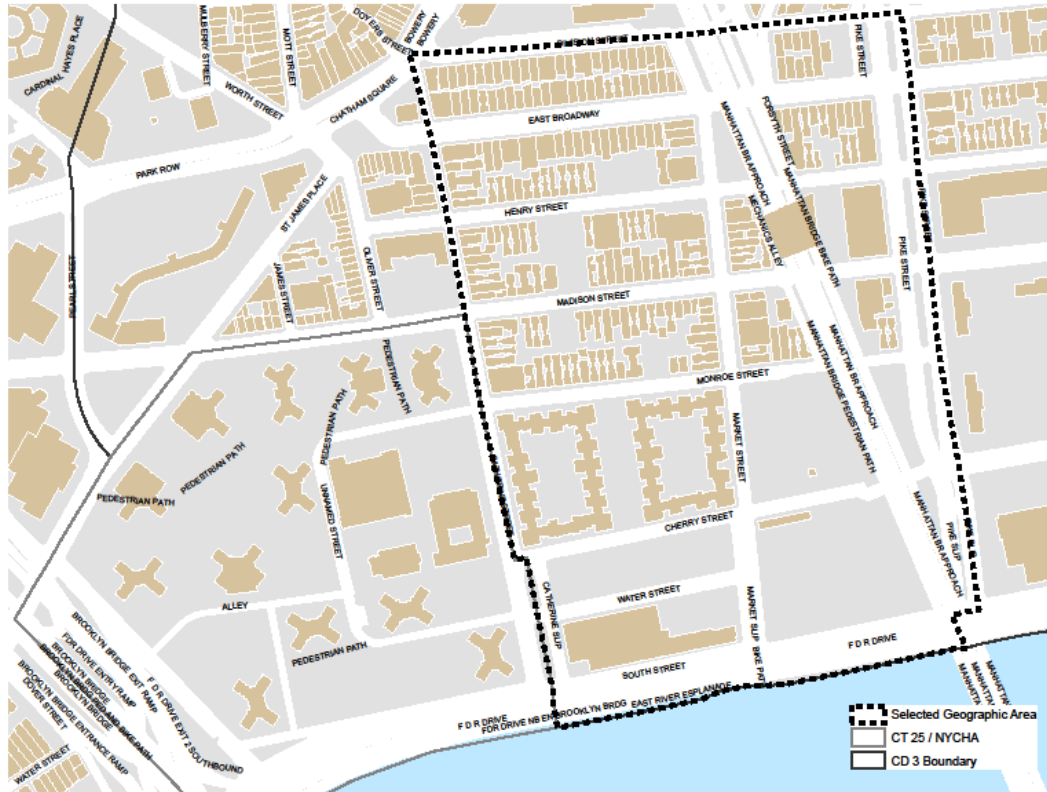 CARDINAL HAYES PLACE
MULBERRY STREET
MOTT STREET
DOYERS STREET
BOWERY
BOWERY
DIVISION STREET
PIKE STREET
WORTH STREET
CHATHAM SQUARE
EAST BROADWAY
MANHATTAN BR APPROACH
FORSYTH STREET
PARK ROW
ST JAMES PLACE
HENRY STREET
MECHANICS ALLEY
MANHATTAN BRIDGE BIKE PATH
PIKE STREET
PEARL STREET
JAMES STREET
OLIVER STREET
MADISON STREET
PEDESTRIAN PATH
MANHATTAN BR APPROACH
MANHATTAN BRIDGE PEDESTRIAN PATH
MONROE STREET
PEDESTRIAN PATH
PEDESTRIAN PATH
MARKET STREET
PEDESTRIAN PATH
UNNAMED STREET
CHERRY STREET
MANHATTAN BR APPROACH
PIKE SLIP
CATHERINE SLIP
WATER STREET
ALLEY
MARKET SLIP BIKE PAT
PEDESTRIAN PATH
SOUTH STREET
F D R DRIVE
BROOKLYN BRIDGE EXIT RAMP
FDR DRIVE ENTRY RAMP
BROOKLYN BRIDGE
BROOKLYN BRIDGE
BROOKLYN BRIDGE ENTRANCE RAMP
DOVER STREET
F D R DRIVE EXIT 2 SOUTHBOUND
WATER STREET
F D R DRIVE
FDR DRIVE NB EN BROOKLYN BRDG
EAST RIVER ESPLANADE
MANHATTA
MANHATTA
MANHATTAN
Selected Geographic Area
CT 25 / NYCHA
CD 3 Boundary